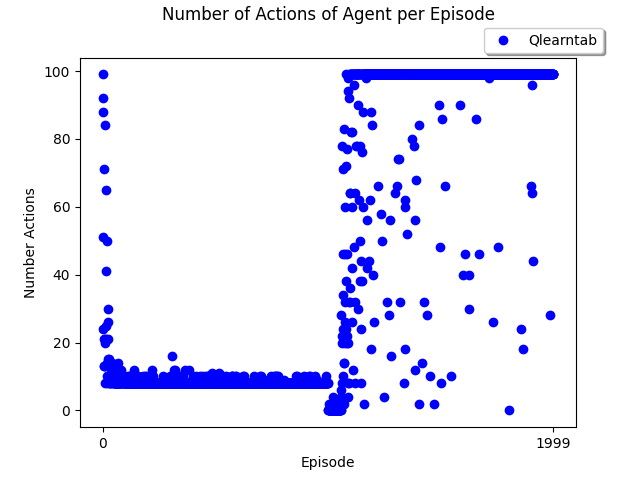 Number of Actions of Agent per Episode
Qlearntab
100
80
60
40
20
0
Number Actions
0
1999
Episode